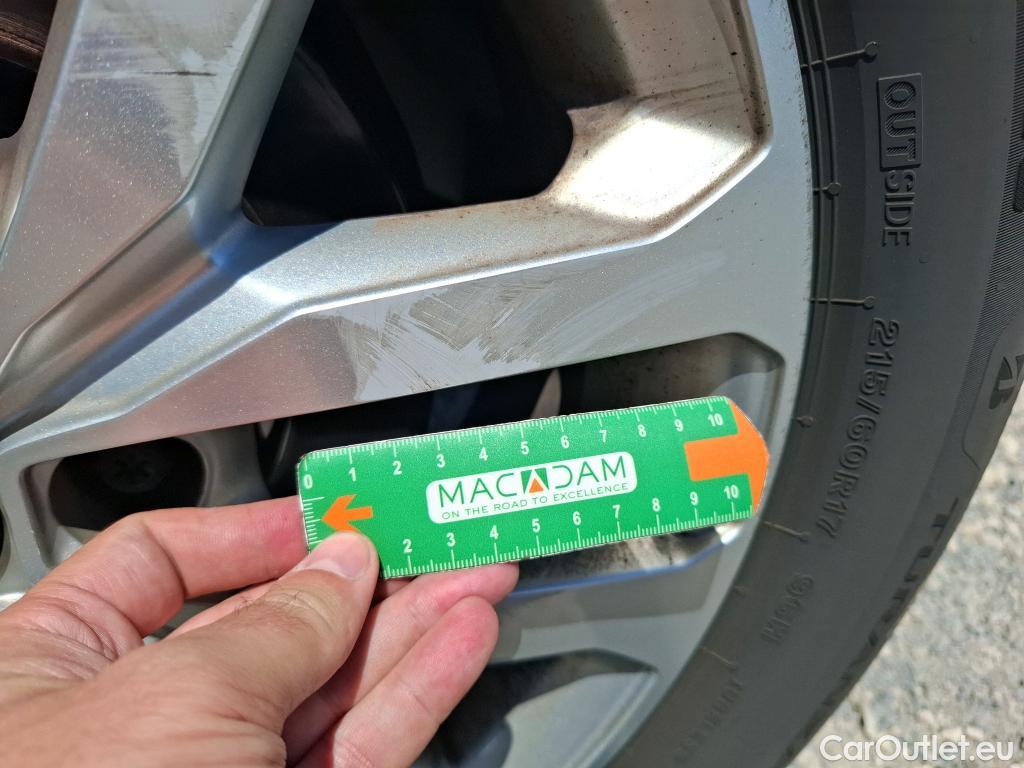 OUTSIDE
215/60R17
96H
0 1 2 3 4 5 6 7 8 9 10
MACADAM
ON THE ROAD TO EXCELLENCE
2 3 4 5 6 7 8 9 10
CarOutlet.eu